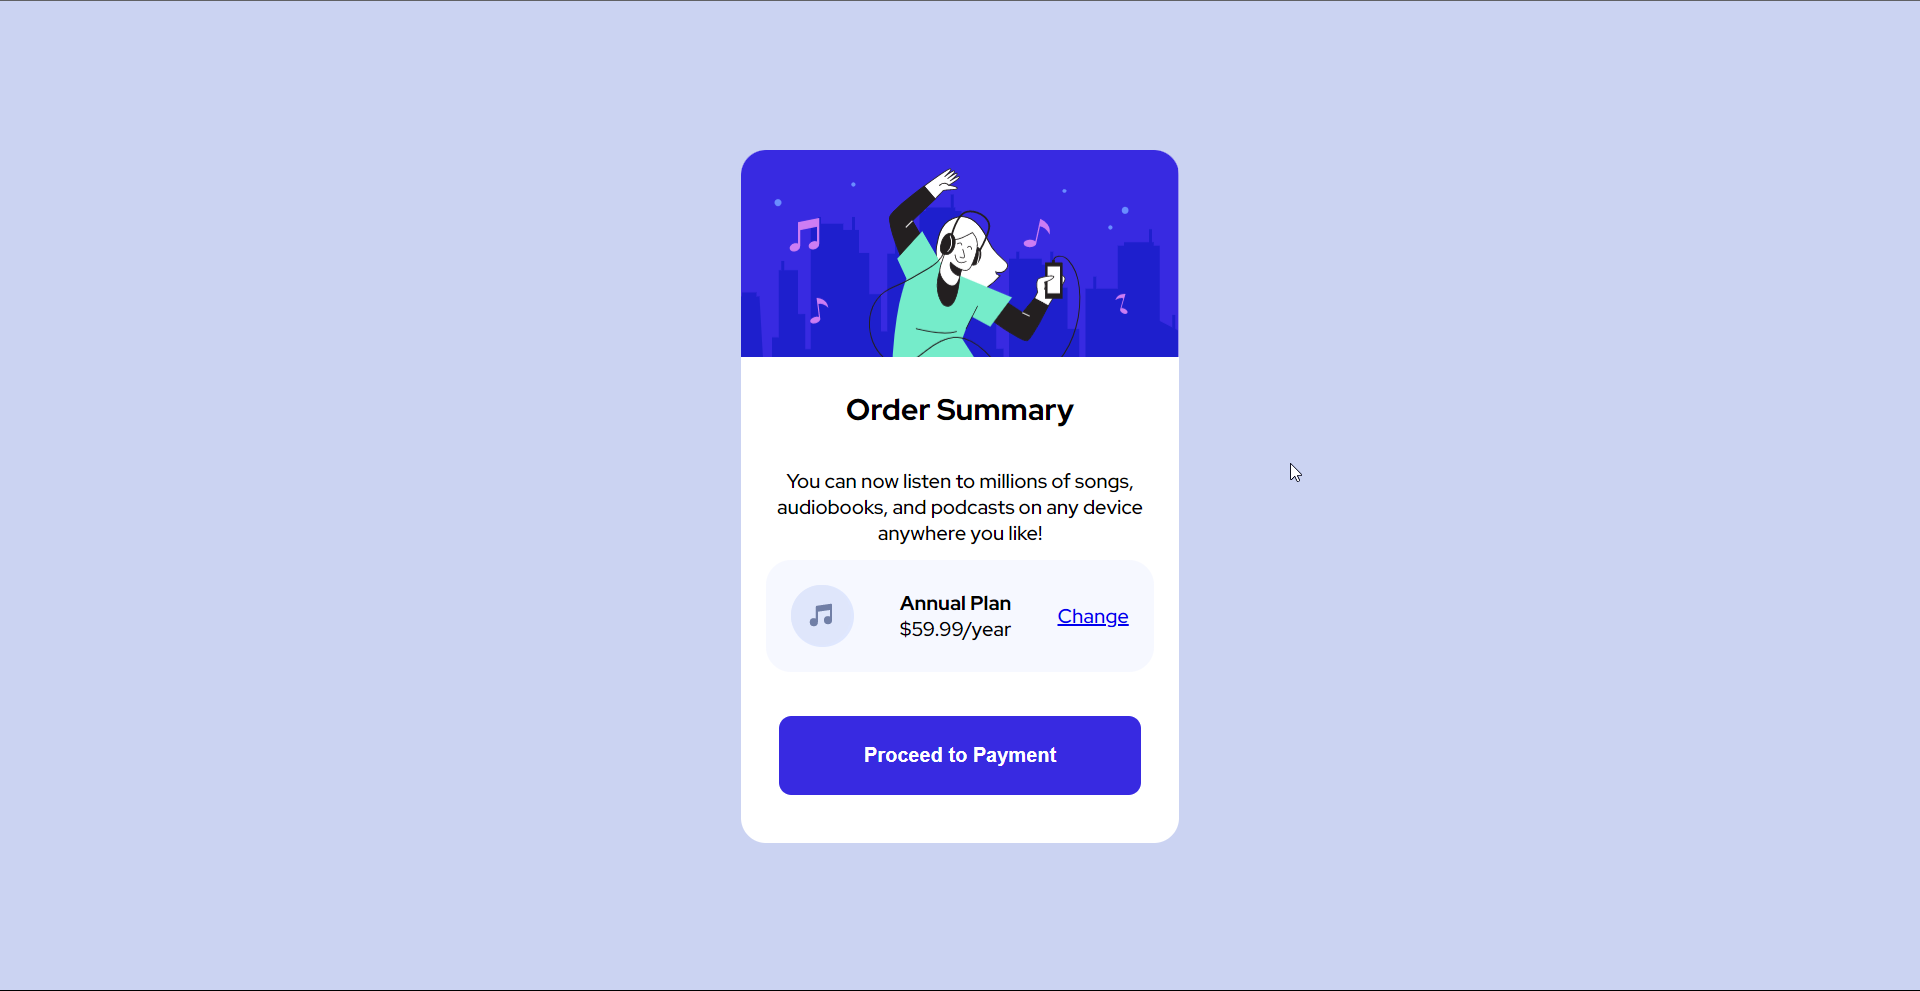 Order Summary
You can now listen to millions of songs,
audiobooks, and podcasts on any device
anywhere you like!
Annual Plan
$59.99/year
Change
Proceed to Payment